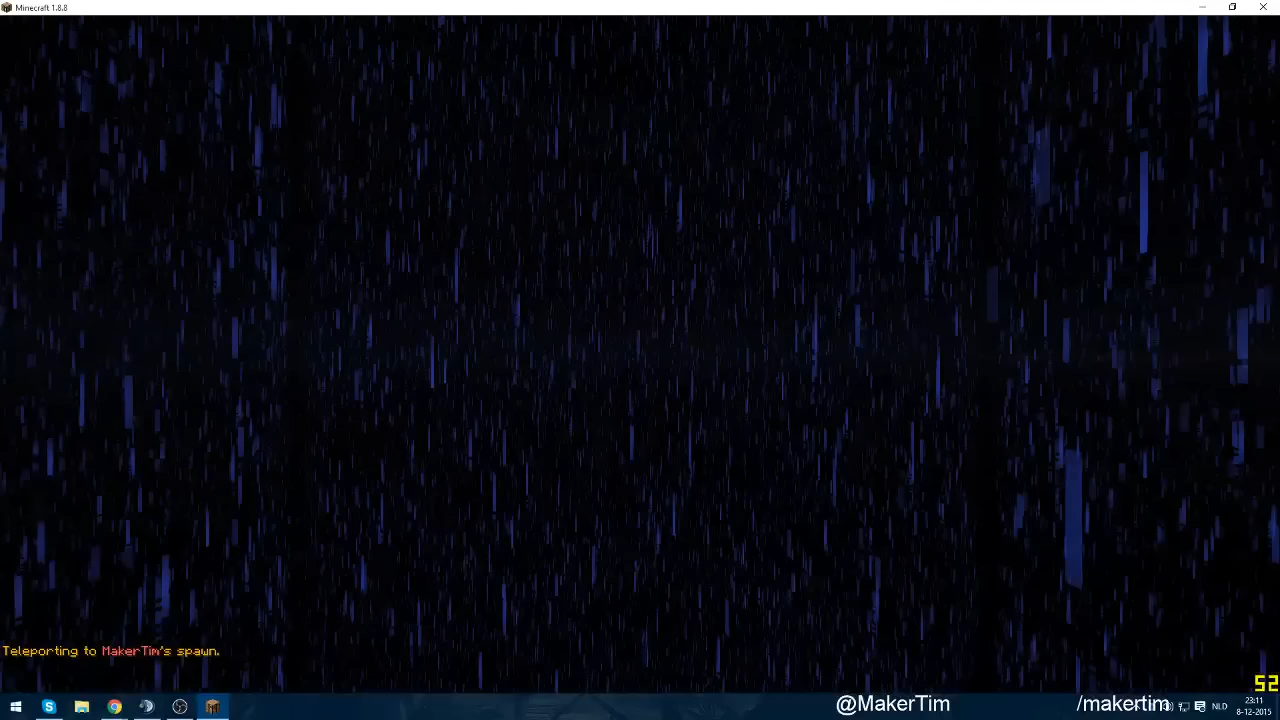 Minecraft 1.8.8
Teleporting to MakerTim's spawn.
52
@MakerTim
/makertim
NLD
23:11
8-12-2015